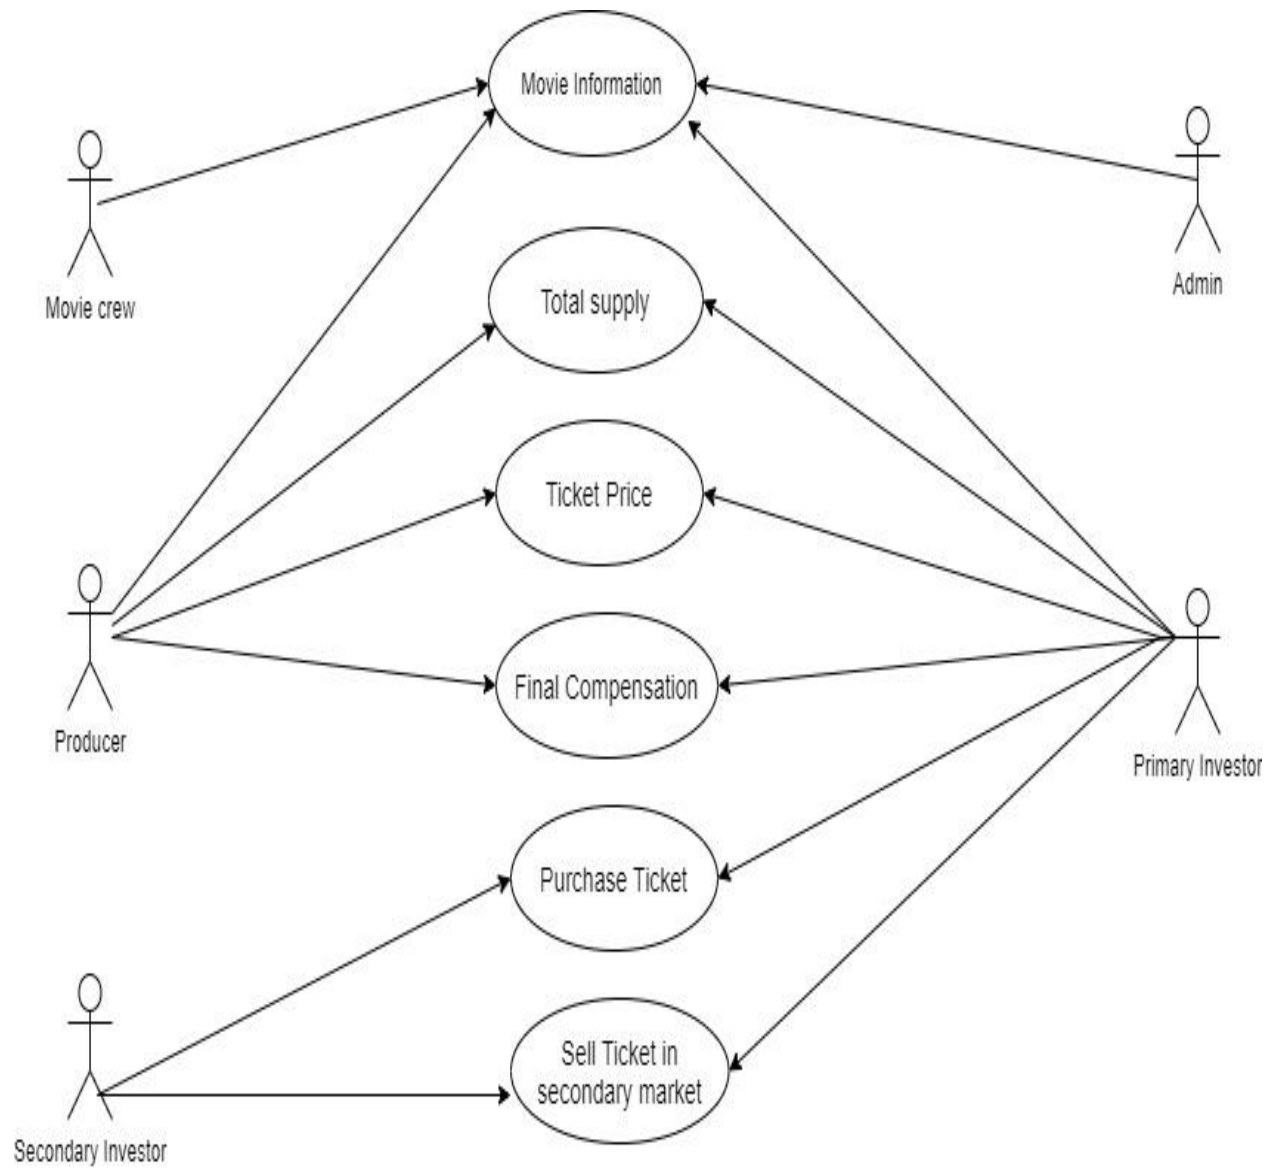 Movie Information
Movie crew
Admin
Total supply
Ticket Price
Final Compensation
Producer
Primary Investor
Purchase Ticket
Sell Ticket in
secondary market
Secondary Investor